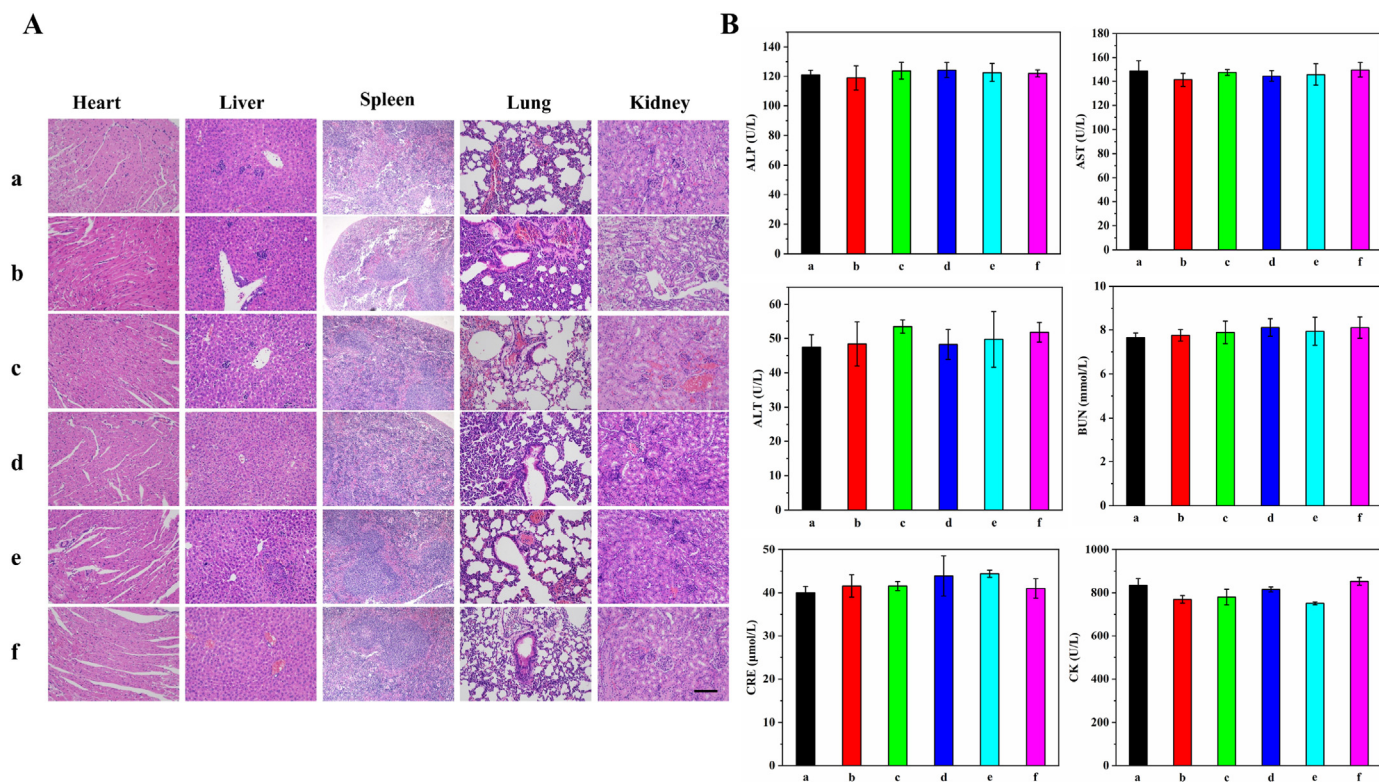 A
Heart Liver Spleen Lung Kidney
a
b
c
d
e
f
B
140
120
100
80
60
40
20
0
ALP (U/L)
a b c d e f
180
160
140
120
100
80
60
40
20
0
AST (U/L)
a b c d e f
60
50
40
30
20
10
0
ALT (U/L)
a b c d e f
10
8
6
4
2
0
BUN (mmol/L)
a b c d e f
50
40
30
20
10
0
CRE (μmol/L)
a b c d e f
1000
800
600
400
200
0
CK (U/L)
a b c d e f